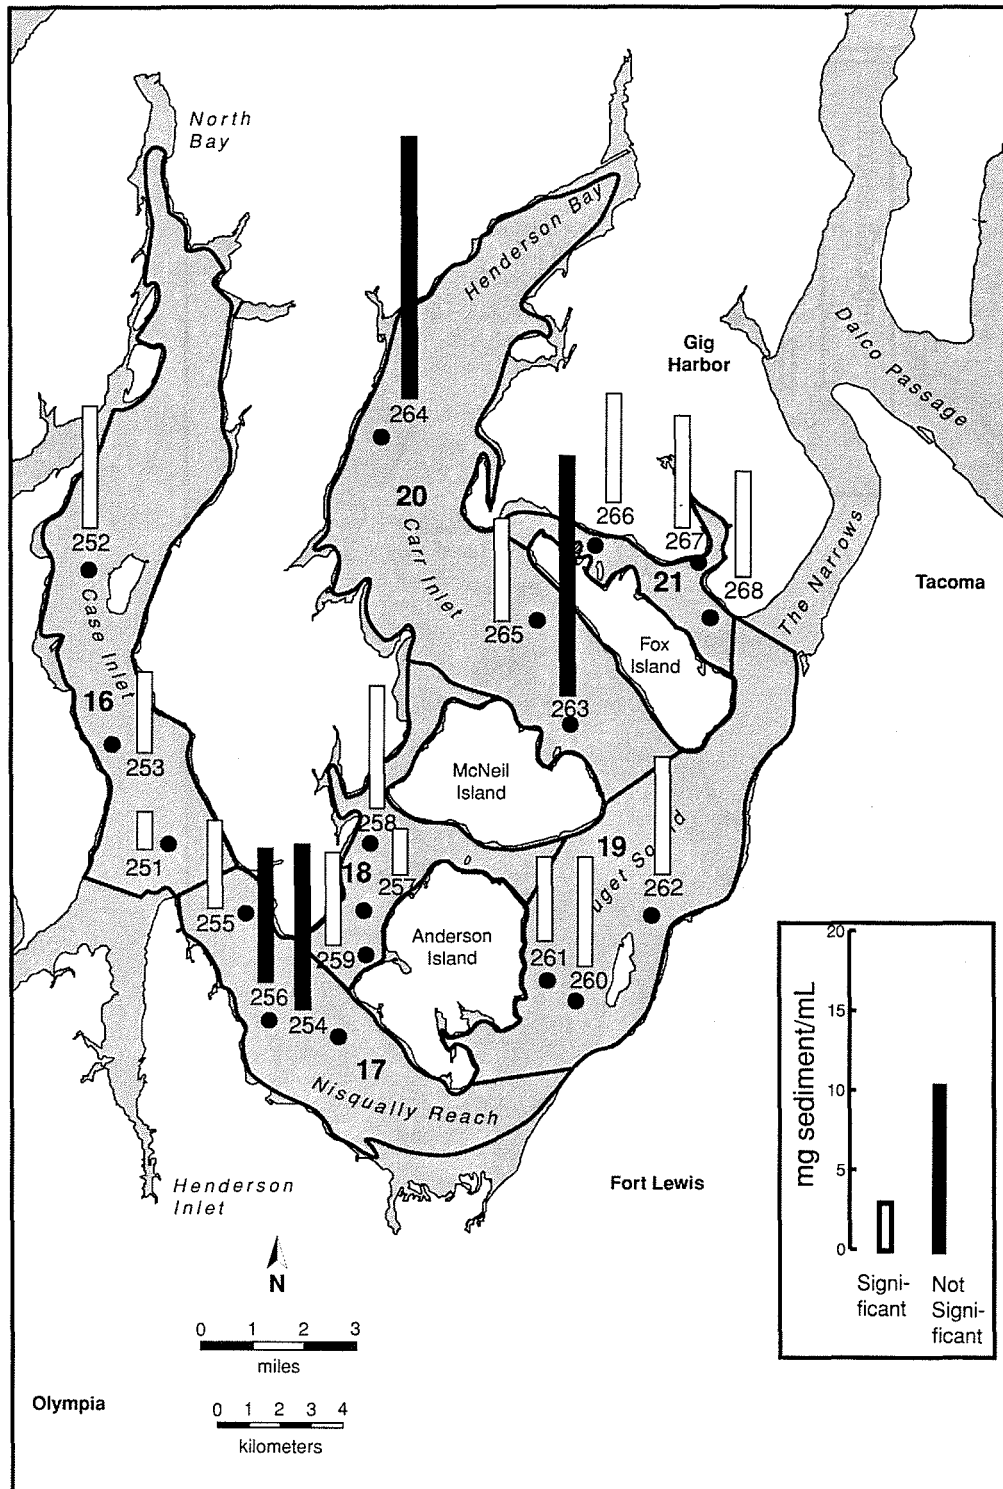 North
Bay
Henderson Bay
Dalco Passage
Gig
Harbor
264
252
20
266
267
268
21
Carr Inlet
The Narrows
Tacoma
Case Inlet
265
Fox
Island
16
263
253
McNeil
Island
258
19
251
18
257
262
255
Anderson
Island
259
261
260
256
254
17
Nisqually Reach
Henderson
Inlet
Fort Lewis
20
15
10
5
0
mg sediment/mL
Signi-
ficant
Not
Signi-
ficant
N
0 1 2 3
miles
Olympia
0 1 2 3 4
kilometers